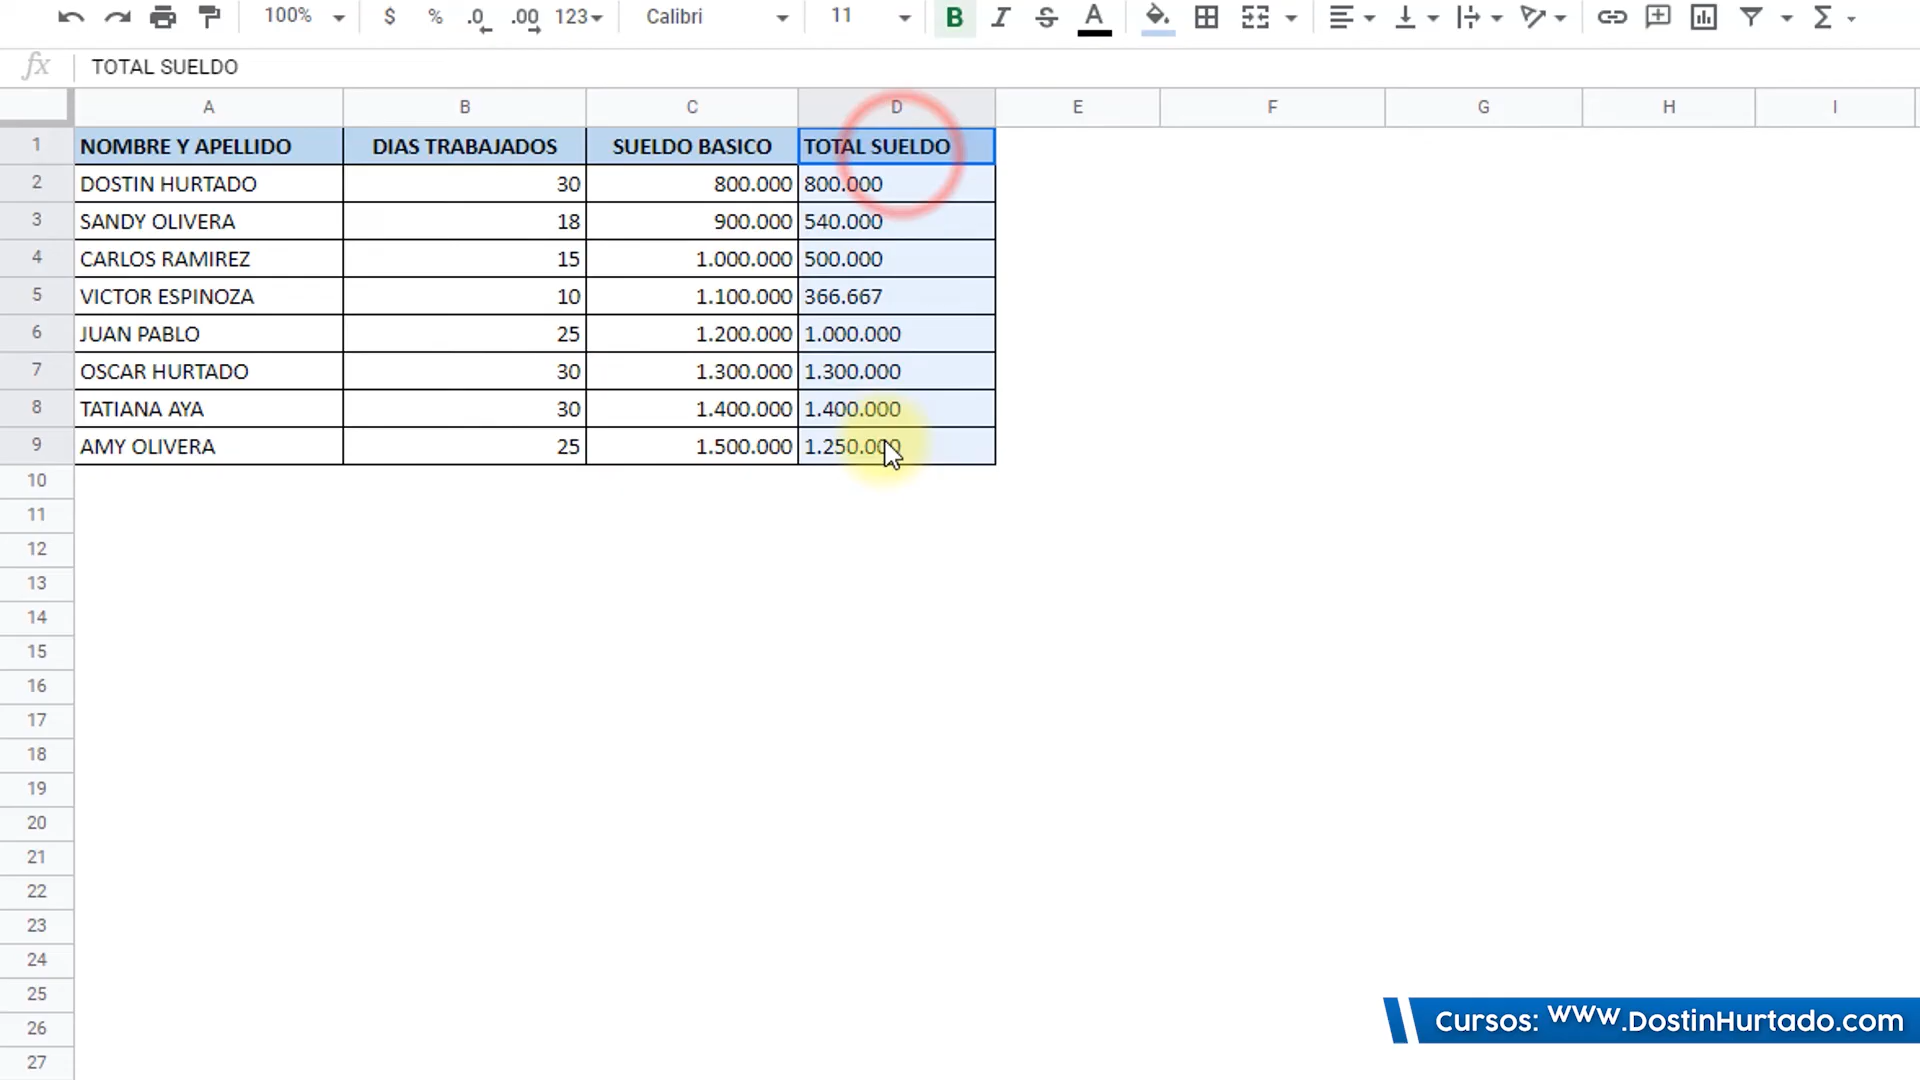 100% $ % .0 .00 123 Calibri 11 B I S A
fx TOTAL SUELDO
A B C D E F G H I
1 NOMBRE Y APELLIDO DIAS TRABAJADOS SUELDO BASICO TOTAL SUELDO
2 DOSTIN HURTADO 30 800.000 800.000
3 SANDY OLIVERA 18 900.000 540.000
4 CARLOS RAMIREZ 15 1.000.000 500.000
5 VICTOR ESPINOZA 10 1.100.000 366.667
6 JUAN PABLO 25 1.200.000 1.000.000
7 OSCAR HURTADO 30 1.300.000 1.300.000
8 TATIANA AYA 30 1.400.000 1.400.000
9 AMY OLIVERA 25 1.500.000 1.250.000
10
11
12
13
14
15
16
17
18
19
20
21
22
23
24
25
26
27
Cursos: www.DostinHurtado.com